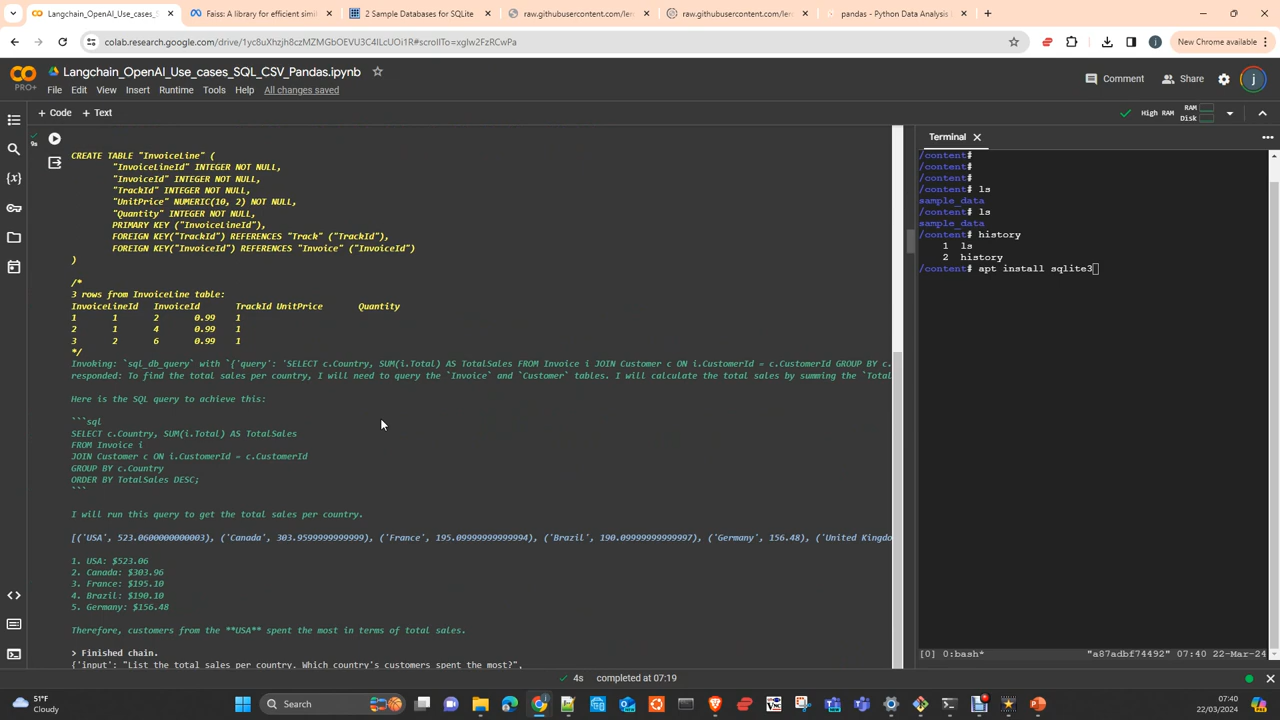 Langchain_OpenAI_Use_cases_S
Faiss: A library for efficient simil
2 Sample Databases for SQLite
raw.githubusercontent.com/ler
raw.githubusercontent.com/ler
pandas - Python Data Analysis
colab.research.google.com/drive/1yc8uXhzjh8czMZMGbOEVU3C4ILcUOi1R#scrollTo=xglw2FzRCwPa
New Chrome available
Langchain_OpenAI_Use_cases_SQL_CSV_Pandas.ipynb
PRO+
File Edit View Insert Runtime Tools Help All changes saved
Comment Share j
+ Code + Text
High RAM RAM Disk
9s
CREATE TABLE "InvoiceLine" (
"InvoiceLineId" INTEGER NOT NULL,
"InvoiceId" INTEGER NOT NULL,
"TrackId" INTEGER NOT NULL,
"UnitPrice" NUMERIC(10, 2) NOT NULL,
"Quantity" INTEGER NOT NULL,
PRIMARY KEY ("InvoiceLineId"),
FOREIGN KEY("TrackId") REFERENCES "Track" ("TrackId"),
FOREIGN KEY("InvoiceId") REFERENCES "Invoice" ("InvoiceId")
)
/*
3 rows from InvoiceLine table:
InvoiceLineId InvoiceId TrackId UnitPrice Quantity
1 1 2 0.99 1
2 1 4 0.99 1
3 2 6 0.99 1
*/
Invoking: `sql_db_query` with `{'query': 'SELECT c.Country, SUM(i.Total) AS TotalSales FROM Invoice i JOIN Customer c ON i.CustomerId = c.CustomerId GROUP BY c.
responded: To find the total sales per country, I will need to query the `Invoice` and `Customer` tables. I will calculate the total sales by summing the `Total
Here is the SQL query to achieve this:
```sql
SELECT c.Country, SUM(i.Total) AS TotalSales
FROM Invoice i
JOIN Customer c ON i.CustomerId = c.CustomerId
GROUP BY c.Country
ORDER BY TotalSales DESC;
```
I will run this query to get the total sales per country.
[('USA', 523.0600000000003), ('Canada', 303.9599999999999), ('France', 195.09999999999994), ('Brazil', 190.09999999999997), ('Germany', 156.48), ('United Kingdo
1. USA: $523.06
2. Canada: $303.96
3. France: $195.10
4. Brazil: $190.10
5. Germany: $156.48
Therefore, customers from the **USA** spent the most in terms of total sales.
> Finished chain.
{'input': "List the total sales per country. Which country's customers spent the most?",
Terminal
/content#
/content#
/content#
/content# ls
sample_data
/content# ls
sample_data
/content# history
1 ls
2 history
/content# apt install sqlite3
[0] 0:bash* "a87adbf74492" 07:40 22-Mar-24
4s completed at 07:19
51°F
Cloudy
Search
07:40
22/03/2024